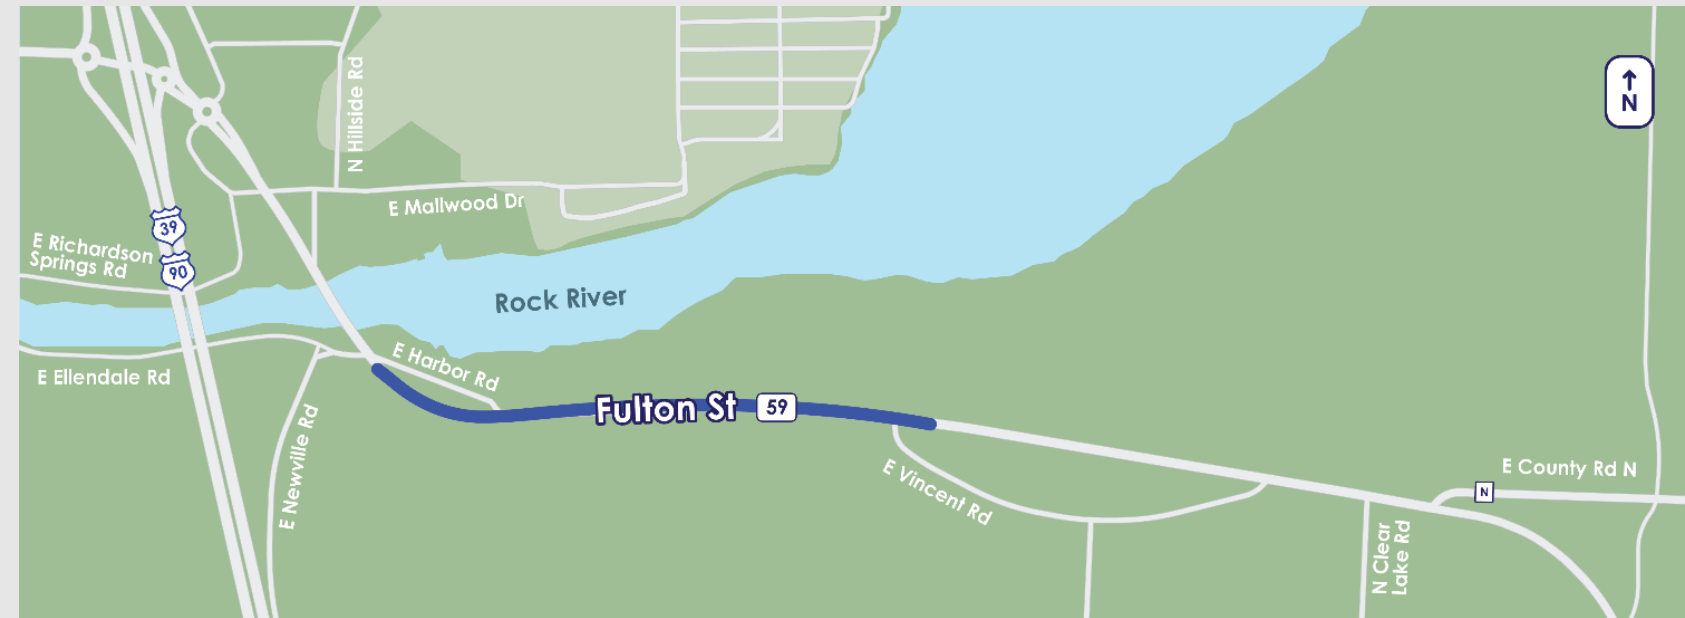 N
N Hillside Rd
E Mallwood Dr
39
E Richardson
Springs Rd
90
Rock River
E Harbor Rd
E Ellendale Rd
Fulton St
59
E Newville Rd
E Vincent Rd
E County Rd N
N
N Clear
Lake Rd